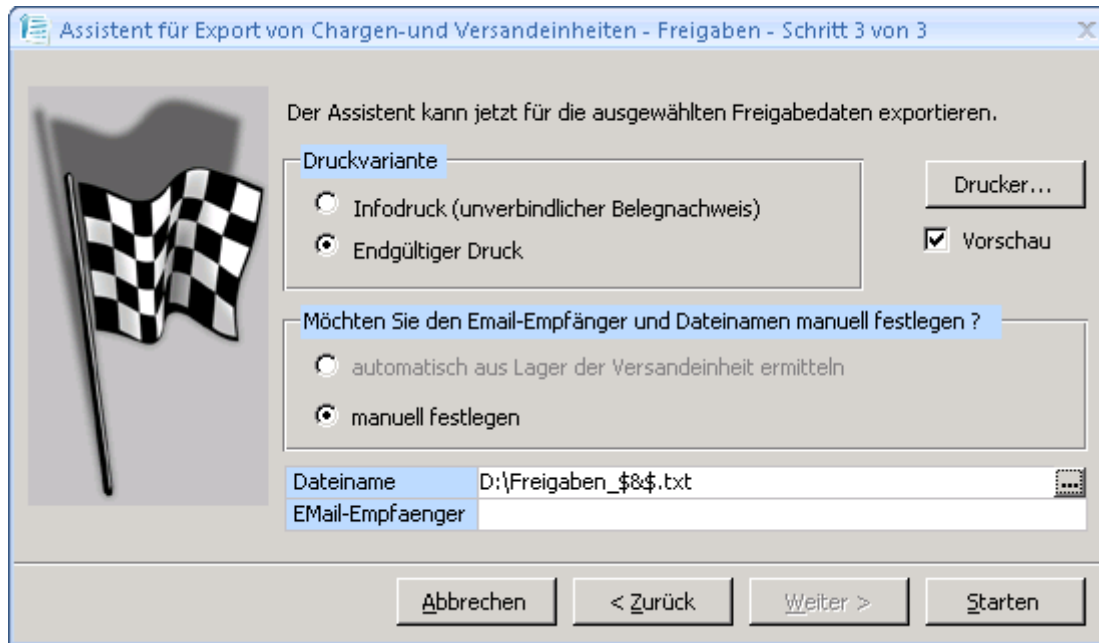 Assistent für Export von Chargen-und Versandeinheiten - Freigaben - Schritt 3 von 3
Der Assistent kann jetzt für die ausgewählten Freigabedaten exportieren.
Druckvariante
Infodruck (unverbindlicher Belegnachweis)
Endgültiger Druck
Drucker...
Vorschau
Möchten Sie den Email-Empfänger und Dateinamen manuell festlegen ?
automatisch aus Lager der Versandeinheit ermitteln
manuell festlegen
Dateiname D:\Freigaben_$&$.txt ...
EMail-Empfaenger
Abbrechen < Zurück Weiter > Starten